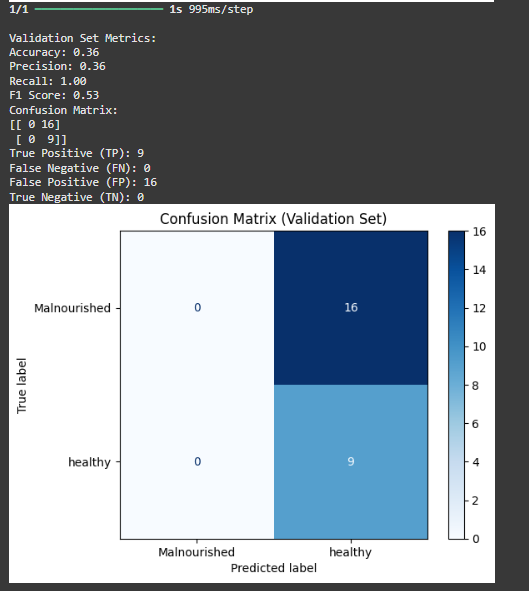 1/1 ━━━━━━━━━━━━━━━━━━━━ 1s 995ms/step
Validation Set Metrics:
Accuracy: 0.36
Precision: 0.36
Recall: 1.00
F1 Score: 0.53
Confusion Matrix:
[[ 0 16]
 [ 0  9]]
True Positive (TP): 9
False Negative (FN): 0
False Positive (FP): 16
True Negative (TN): 0
Confusion Matrix (Validation Set)
True label
Malnourished 0 16
healthy 0 9
Malnourished healthy
Predicted label
16
14
12
10
8
6
4
2
0